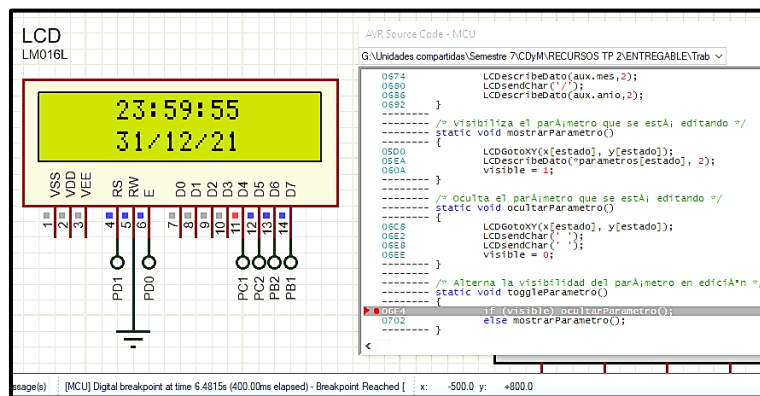 LCD
LM016L
23:59:55
31/12/21
VSS
VDD
VEE
RS
RW
E
D0
D1
D2
D3
D4
D5
D6
D7
1
2
3
4
5
6
7
8
9
10
11
12
13
14
PD1
PD0
PC1
PC2
PB2
PB1
AVR Source Code - MCU
G:\Unidades compartidas\Semestre 7\CDyM\RECURSOS TP 2\ENTREGABLE\Trab
0674 LCDescribeDato(aux.mes,2);
0680 LCDsendChar('/');
0686 LCDescribeDato(aux.anio,2);
0692 }
--------
-------- /* Visibiliza el parÃ¡metro que se estÃ¡ editando */
-------- static void mostrarParametro()
-------- {
05D0 LCDGotoXY(x[estado], y[estado]);
05EA LCDescribeDato(*parametros[estado], 2);
060A visible = 1;
-------- }
--------
-------- /* Oculta el parÃ¡metro que se estÃ¡ editando */
-------- static void ocultarParametro()
-------- {
06C8 LCDGotoXY(x[estado], y[estado]);
06E2 LCDsendChar(' ');
06E8 LCDsendChar(' ');
06EE visible = 0;
-------- }
--------
-------- /* Alterna la visibilidad del parÃ¡metro en ediciÃ³n */
-------- static void toggleParametro()
-------- {
06F4 if (visible) ocultarParametro();
0702 else mostrarParametro();
-------- }
ssage(s) [MCU] Digital breakpoint at time 6.4815s (400.00ms elapsed) - Breakpoint Reached [ x: -500.0 y: +800.0